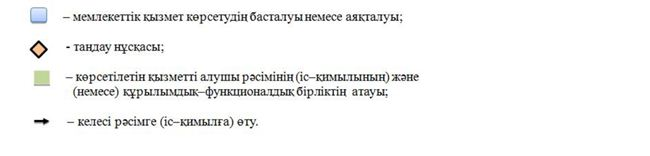 – мемлекеттік қызмет көрсетудің басталуы немесе аяқталуы;
- таңдау нұсқасы;
– көрсетілетін қызметті алушы рәсімінің (іс–қимылының) және
(немесе) құрылымдық–функционалдық бірліктің атауы;
– келесі рәсімге (іс–қимылға) өту.